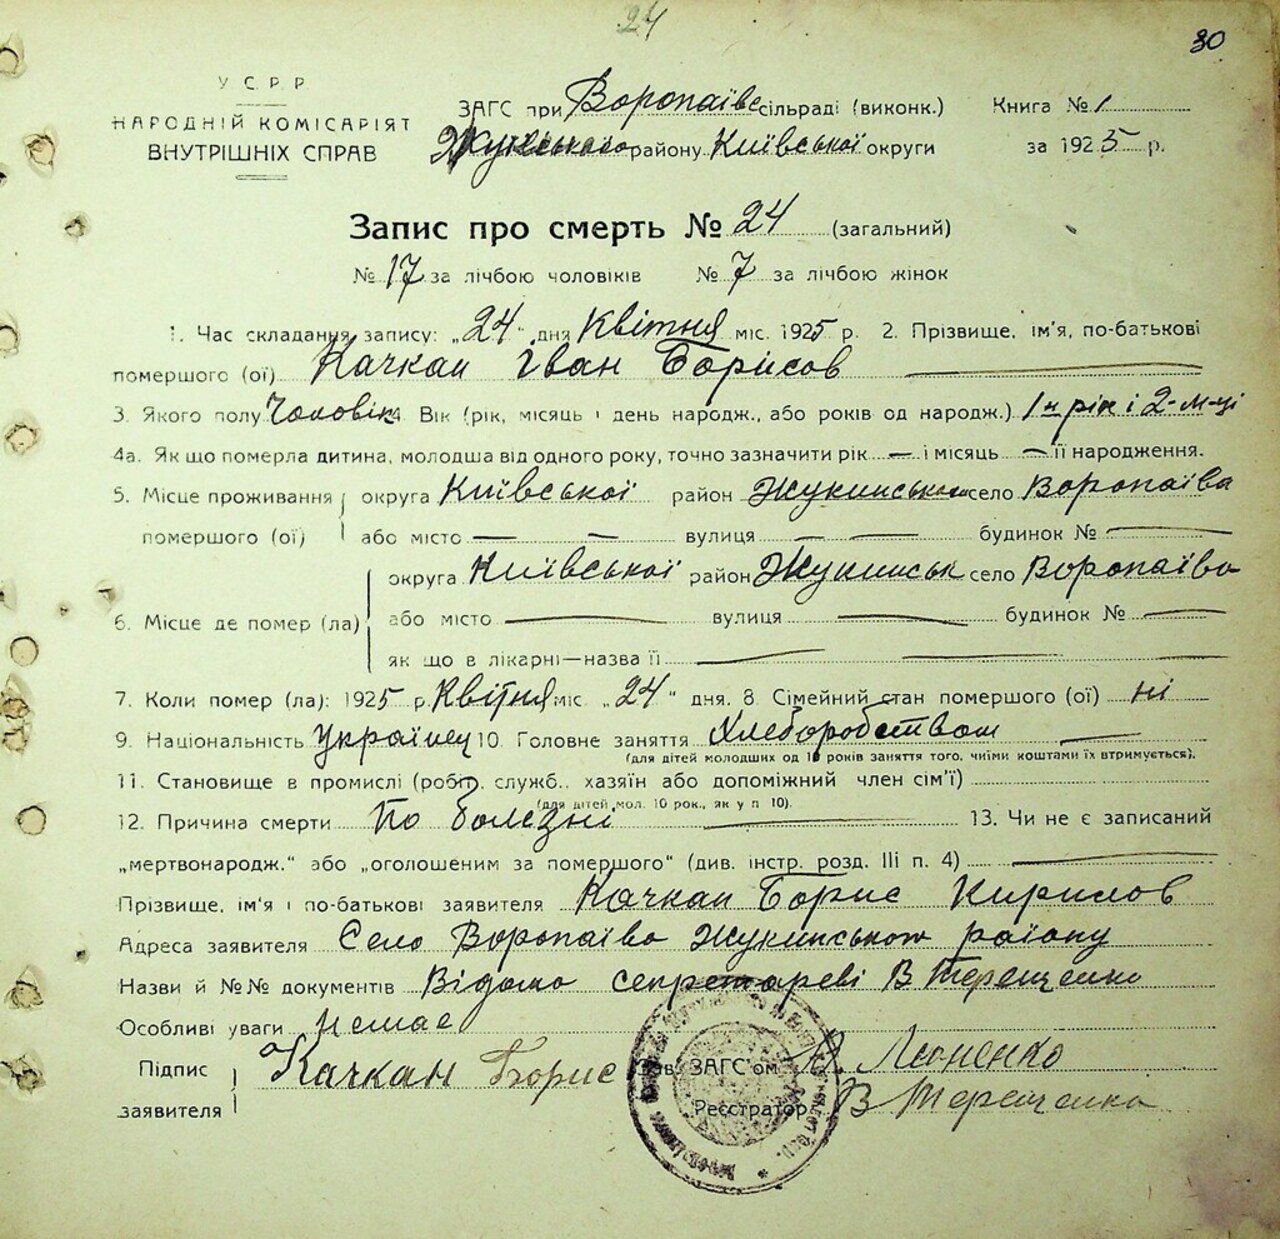 24
30
У С. Р. Р
НАРОДНІЙ КОМІСАРІЯТ
ВНУТРІШНІХ СПРАВ
ЗАГС при Воропаївс сільраді (виконк.) Книга № 1
району Київської округи за 1925 р.
Запис про смерть № 24 (загальний)
№ 17 за лічбою чоловіків № 7 за лічбою жінок
1. Час складання запису: „24" дня Квітня міс. 1925 р. 2. Прізвище, ім'я, по-батькові
помершого (ої) Качкан Іван Борисов
3. Якого полу Чоловік Вік (рік, місяць і день народж., або років од народж.) 1н рік і 2-м-ці
4а. Як що померла дитина, молодша від одного року, точно зазначити рік — і місяць — її народження.
5. Місце проживання округа Київської район Жукинського село Воропаїва
помершого (ої) або місто — — вулиця — — будинок № —
округа Київської район Жукинськ село Воропаїво
6. Місце де помер (ла) або місто — вулиця — будинок № —
як що в лікарні—назва її — — —
7. Коли помер (ла): 1925 р. Квітня міс. „24" дня. 8. Сімейний стан помершого (ої) ні
9. Національність Українец 10. Головне заняття Хлеборобством
(для дітей молодших од 10 років заняття того, чиїми коштами їх втримується).
11. Становище в промислі (робіт. служб.. хазяїн або допоміжний член сім'ї)
(для дітей мол. 10 рок., як у п 10).
12. Причина смерти По болезні — 13. Чи не є записаний
„мертвонародж." або „оголошеним за помершого" (див. інстр. розд. III п. 4) —
Прізвище, ім'я і по-батькові заявителя Качкан Борис Кирилов
Адреса заявителя Село Воропаїво Жукинського району
Назви й №№ документів Відомо секретареві В Терещенко
Особливі уваги Немає
Підпис заявителя Качкан Борис Зав. ЗАГС'ом Леоненко
Реєстратор В Терещенко